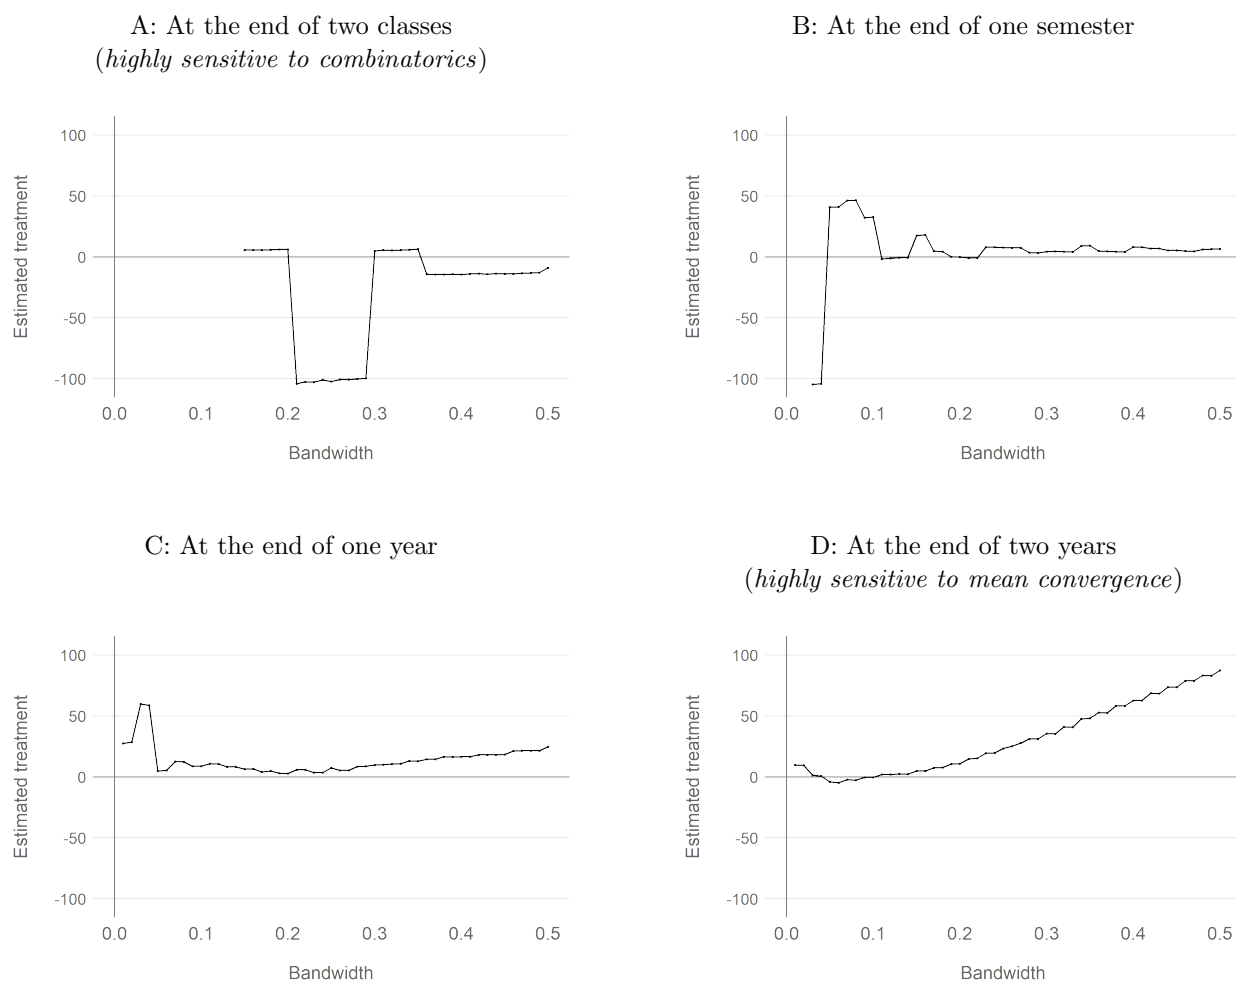 A: At the end of two classes
(highly sensitive to combinatorics)
100
50
0
-50
-100
Estimated treatment
0.0 0.1 0.2 0.3 0.4 0.5
Bandwidth
B: At the end of one semester
100
50
0
-50
-100
Estimated treatment
0.0 0.1 0.2 0.3 0.4 0.5
Bandwidth
C: At the end of one year
100
50
0
-50
-100
Estimated treatment
0.0 0.1 0.2 0.3 0.4 0.5
Bandwidth
D: At the end of two years
(highly sensitive to mean convergence)
100
50
0
-50
-100
Estimated treatment
0.0 0.1 0.2 0.3 0.4 0.5
Bandwidth